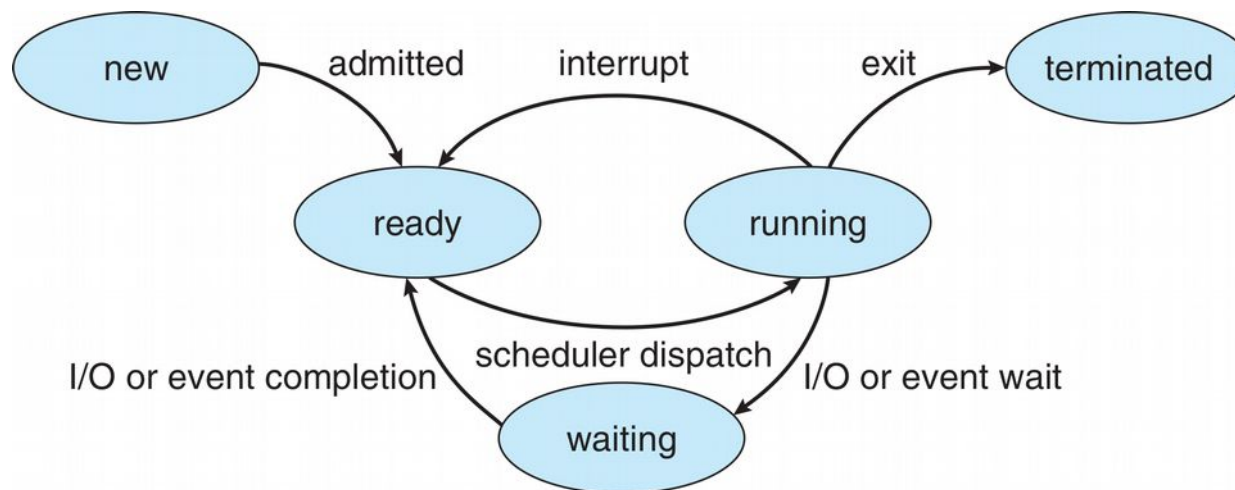 new
admitted
interrupt
exit
terminated
ready
running
scheduler dispatch
I/O or event completion
I/O or event wait
waiting